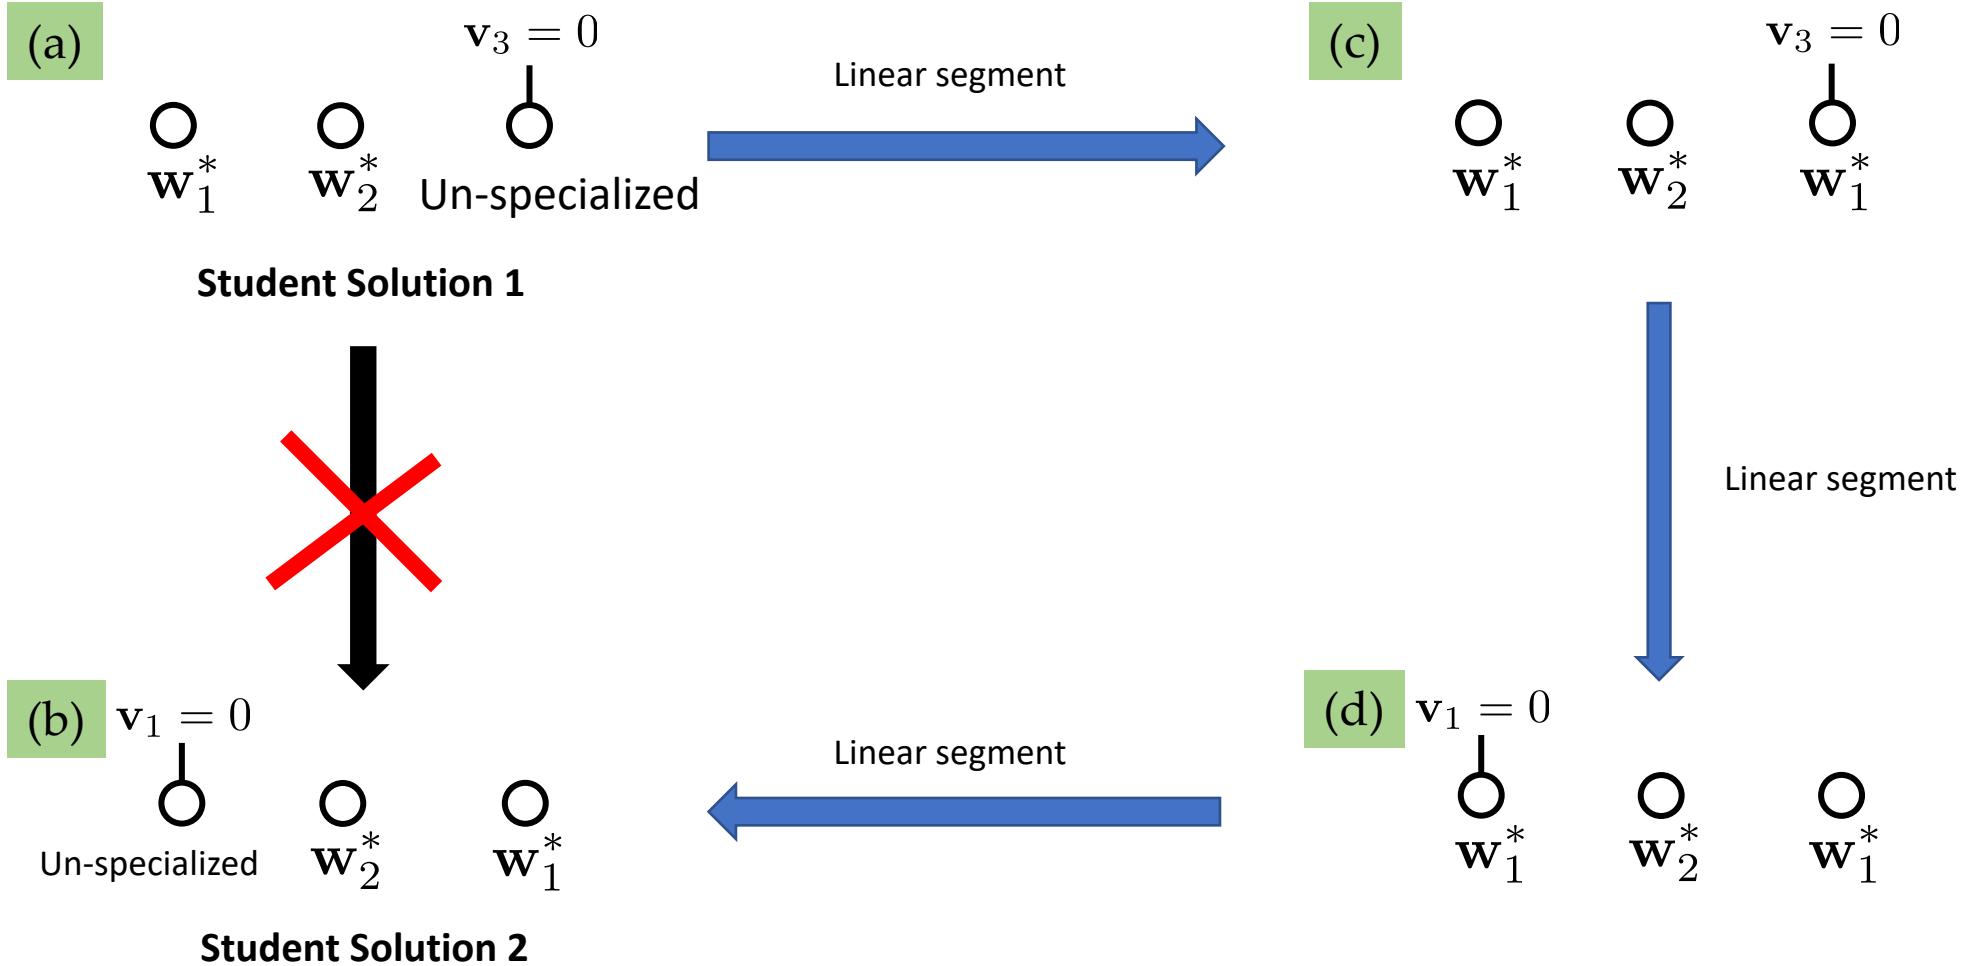 (a)
v₃ = 0
w₁* w₂* Un-specialized
Student Solution 1
Linear segment
(c)
v₃ = 0
w₁* w₂* w₁*
Linear segment
(b) v₁ = 0
Un-specialized w₂* w₁*
Student Solution 2
Linear segment
(d) v₁ = 0
w₁* w₂* w₁*